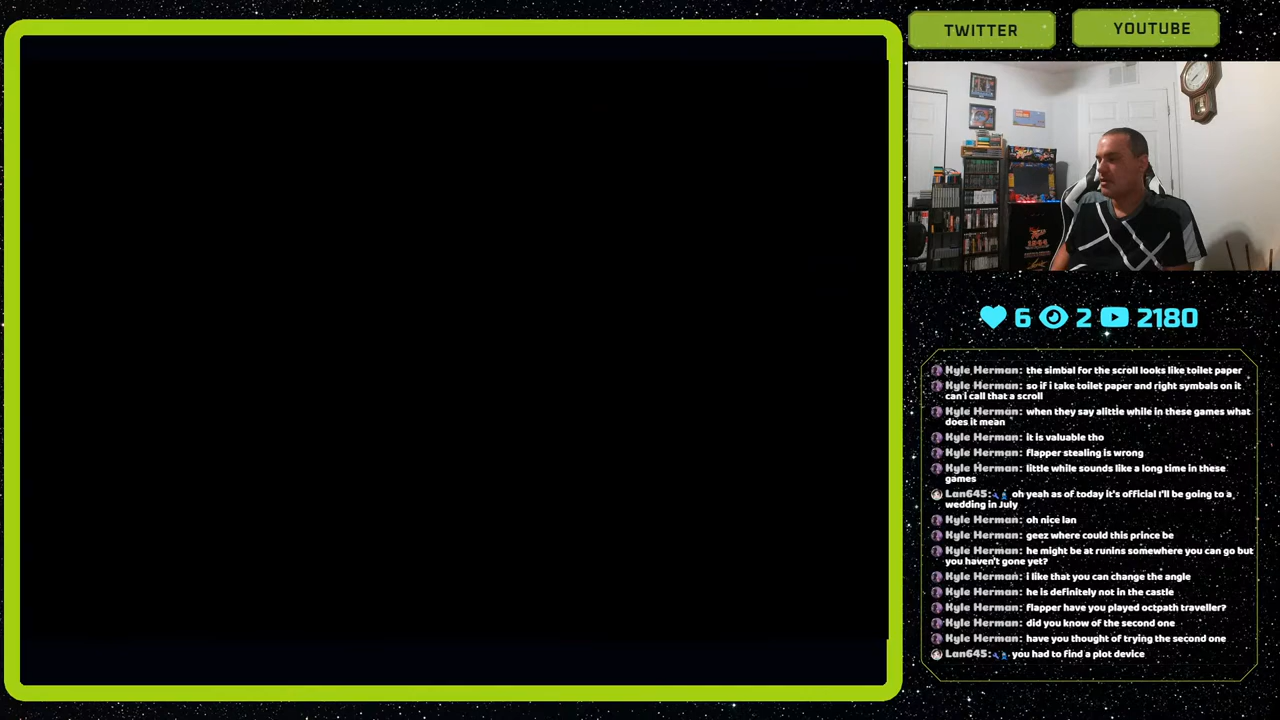 TWITTER
YOUTUBE
6 2 2180
Kyle Herman: the simbal for the scroll looks like toilet paper
Kyle Herman: so if i take toilet paper and right symbols on it
can i call that a scroll
Kyle Herman: when they say alittle while in these games what
does it mean
Kyle Herman: it is valuable tho
Kyle Herman: flapper stealing is wrong
Kyle Herman: little while sounds like a long time in these
games
Lan645: oh yeah as of today it's official I'll be going to a
wedding in July
Kyle Herman: oh nice lan
Kyle Herman: geez where could this prince be
Kyle Herman: he might be at runins somewhere you can go but
you haven't gone yet?
Kyle Herman: i like that you can change the angle
Kyle Herman: he is definitely not in the castle
Kyle Herman: flapper have you played octpath traveller?
Kyle Herman: did you know of the second one
Kyle Herman: have you thought of trying the second one
Lan645: you had to find a plot device